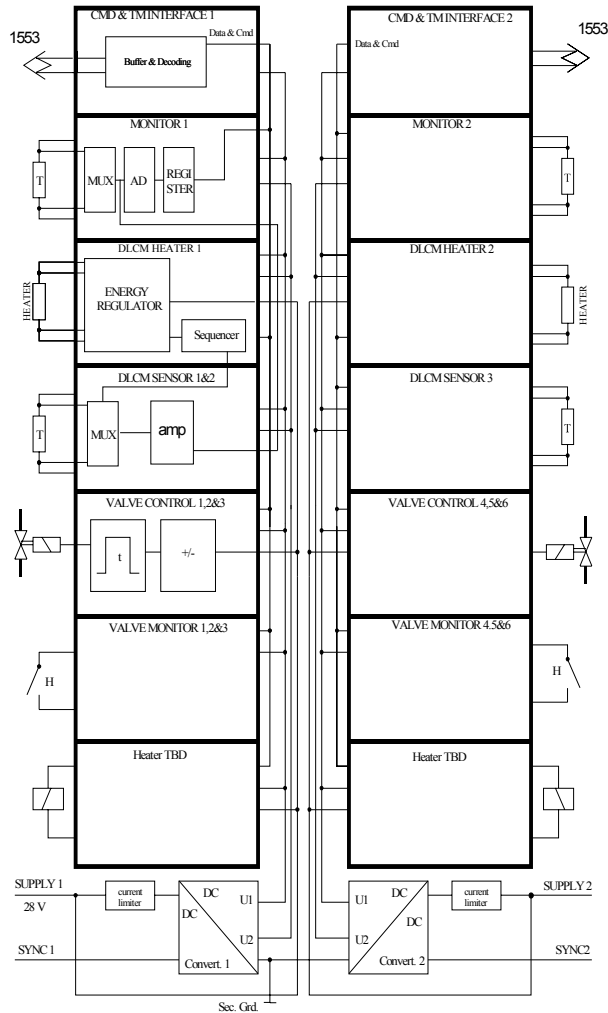 CMD & TM INTERFACE 1
1553
Data & Cmd
Buffer & Decoding
MONITOR 1
T
MUX
AD
REGI
STER
DLCM HEATER 1
HEATER
ENERGY
REGULATOR
Sequencer
DLCM SENSOR 1&2
T
MUX
amp
VALVE CONTROL 1,2&3
t
+/-
VALVE MONITOR 1,2&3
H
Heater TBD
SUPPLY 1
28 V
current
limiter
DC
DC
U1
U2
SYNC 1
Convert. 1
Sec. Grd.
CMD & TM INTERFACE 2
1553
Data & Cmd
MONITOR 2
T
DLCM HEATER 2
HEATER
DLCM SENSOR 3
T
VALVE CONTROL 4,5&6
VALVE MONITOR 4.5&6
H
Heater TBD
SUPPLY 2
current
limiter
DC
DC
U1
U2
Convert. 2
SYNC2